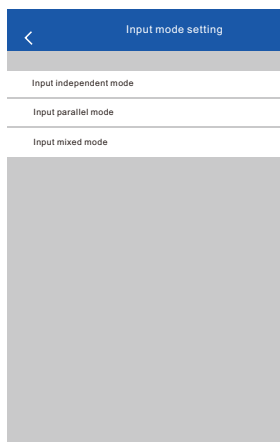 Input mode setting
Input independent mode
Input parallel mode
Input mixed mode